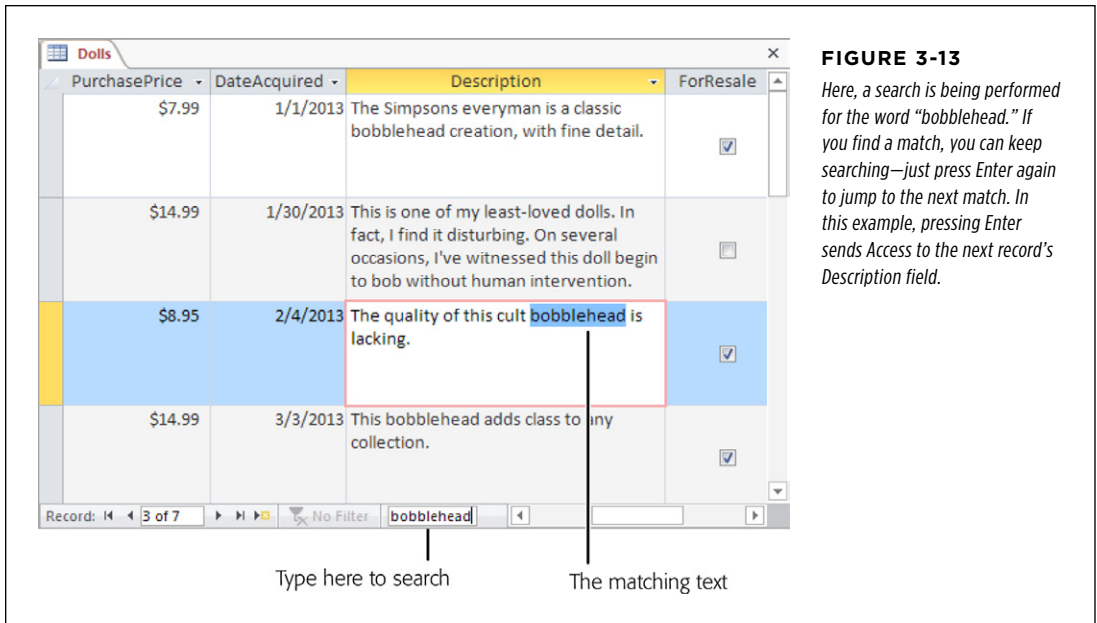 Dolls
PurchasePrice DateAcquired Description ForResale
$7.99 1/1/2013 The Simpsons everyman is a classic
bobblehead creation, with fine detail.
$14.99 1/30/2013 This is one of my least-loved dolls. In
fact, I find it disturbing. On several
occasions, I've witnessed this doll begin
to bob without human intervention.
$8.95 2/4/2013 The quality of this cult bobblehead is
lacking.
$14.99 3/3/2013 This bobblehead adds class to any
collection.
Record: 3 of 7 No Filter bobblehead
Type here to search
The matching text
FIGURE 3-13
Here, a search is being performed
for the word “bobblehead.” If
you find a match, you can keep
searching—just press Enter again
to jump to the next match. In
this example, pressing Enter
sends Access to the next record’s
Description field.